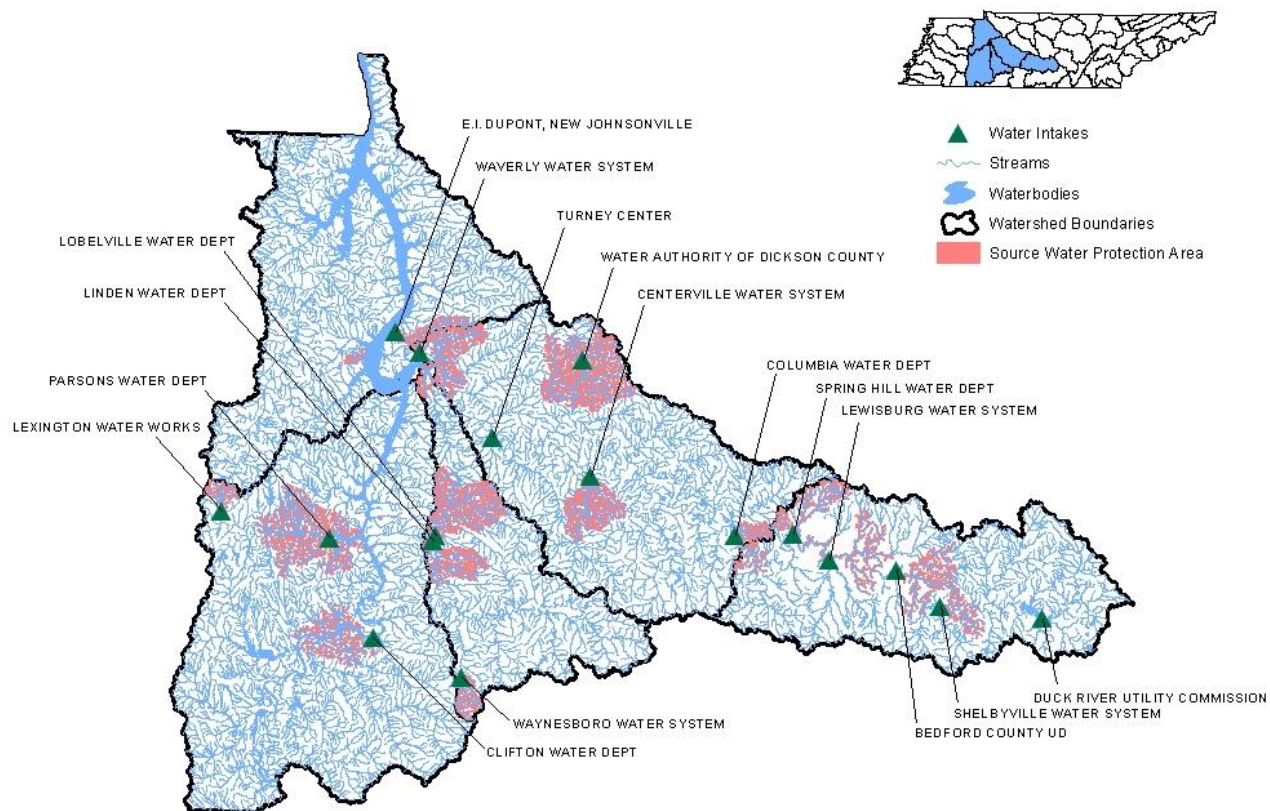 E.I. DUPONT, NEW JOHNSONVILLE
WAVERLY WATER SYSTEM
TURNEY CENTER
LOBELVILLE WATER DEPT
WATER AUTHORITY OF DICKSON COUNTY
LINDEN WATER DEPT
CENTERVILLE WATER SYSTEM
COLUMBIA WATER DEPT
PARSONS WATER DEPT
SPRING HILL WATER DEPT
LEWISBURG WATER SYSTEM
LEXINGTON WATER WORKS
Water Intakes
Streams
Waterbodies
Watershed Boundaries
Source Water Protection Area
DUCK RIVER UTILITY COMMISSION
SHELBYVILLE WATER SYSTEM
WAYNESBORO WATER SYSTEM
BEDFORD COUNTY UD
CLIFTON WATER DEPT